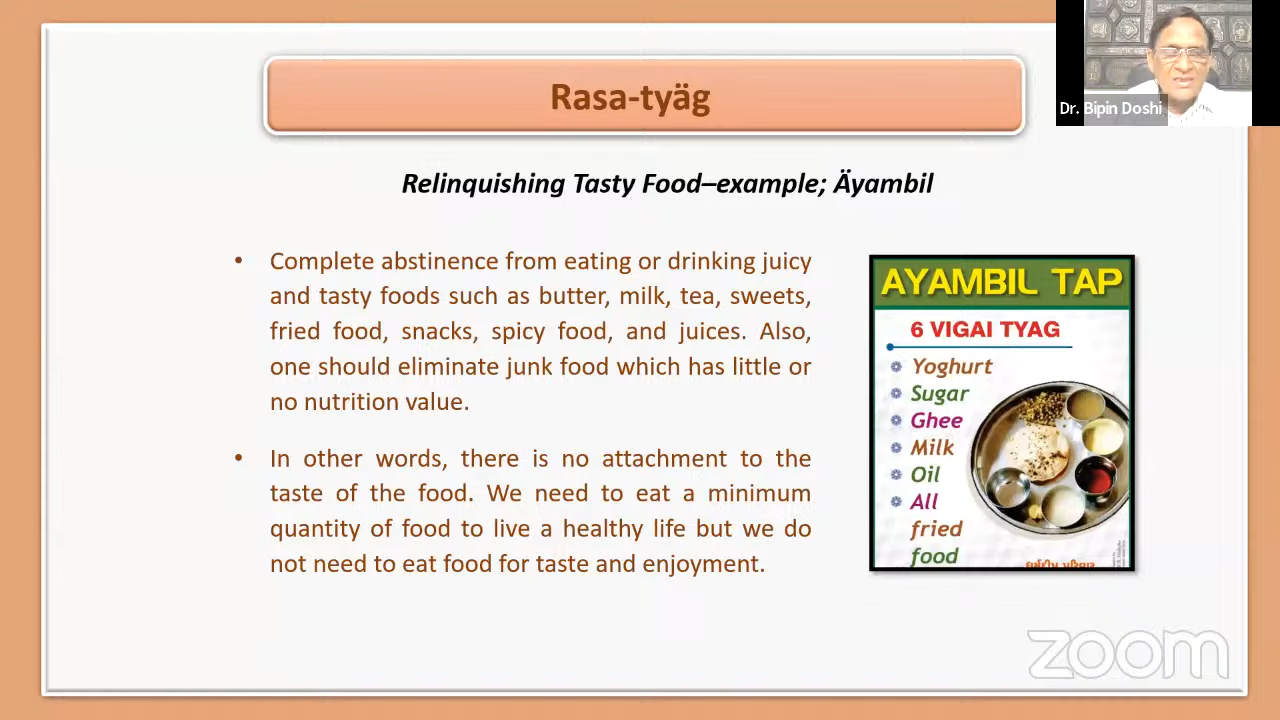 Rasa-tyäg
Dr. Bipin Doshi
Relinquishing Tasty Food–example; Äyambil
• Complete abstinence from eating or drinking juicy
and tasty foods such as butter, milk, tea, sweets,
fried food, snacks, spicy food, and juices. Also,
one should eliminate junk food which has little or
no nutrition value.
• In other words, there is no attachment to the
taste of the food. We need to eat a minimum
quantity of food to live a healthy life but we do
not need to eat food for taste and enjoyment.
AYAMBIL TAP
6 VIGAI TYAG
Yoghurt
Sugar
Ghee
Milk
Oil
All
fried
food
zoom